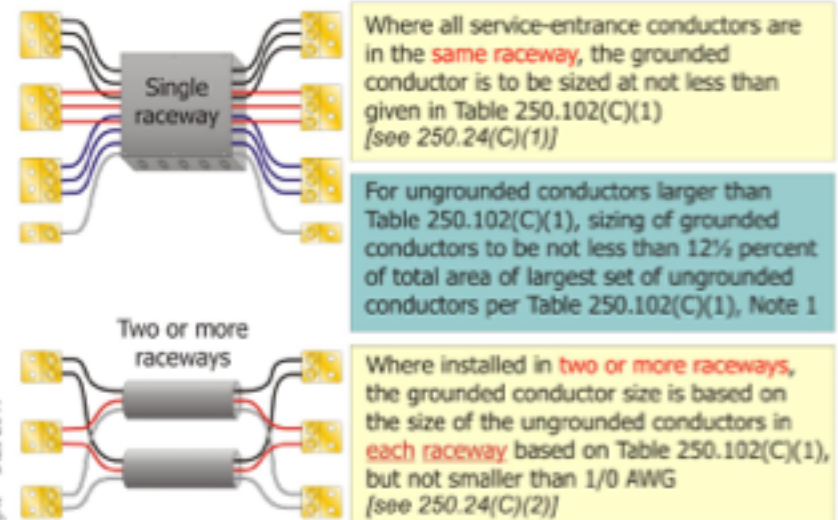 Single
raceway
Where all service-entrance conductors are
in the same raceway, the grounded
conductor is to be sized at not less than
given in Table 250.102(C)(1)
[see 250.24(C)(1)]
For ungrounded conductors larger than
Table 250.102(C)(1), sizing of grounded
conductors to be not less than 12½ percent
of total area of largest set of ungrounded
conductors per Table 250.102(C)(1), Note 1
Two or more
raceways
Where installed in two or more raceways,
the grounded conductor size is based on
the size of the ungrounded conductors in
each raceway based on Table 250.102(C)(1),
but not smaller than 1/0 AWG
[see 250.24(C)(2)]